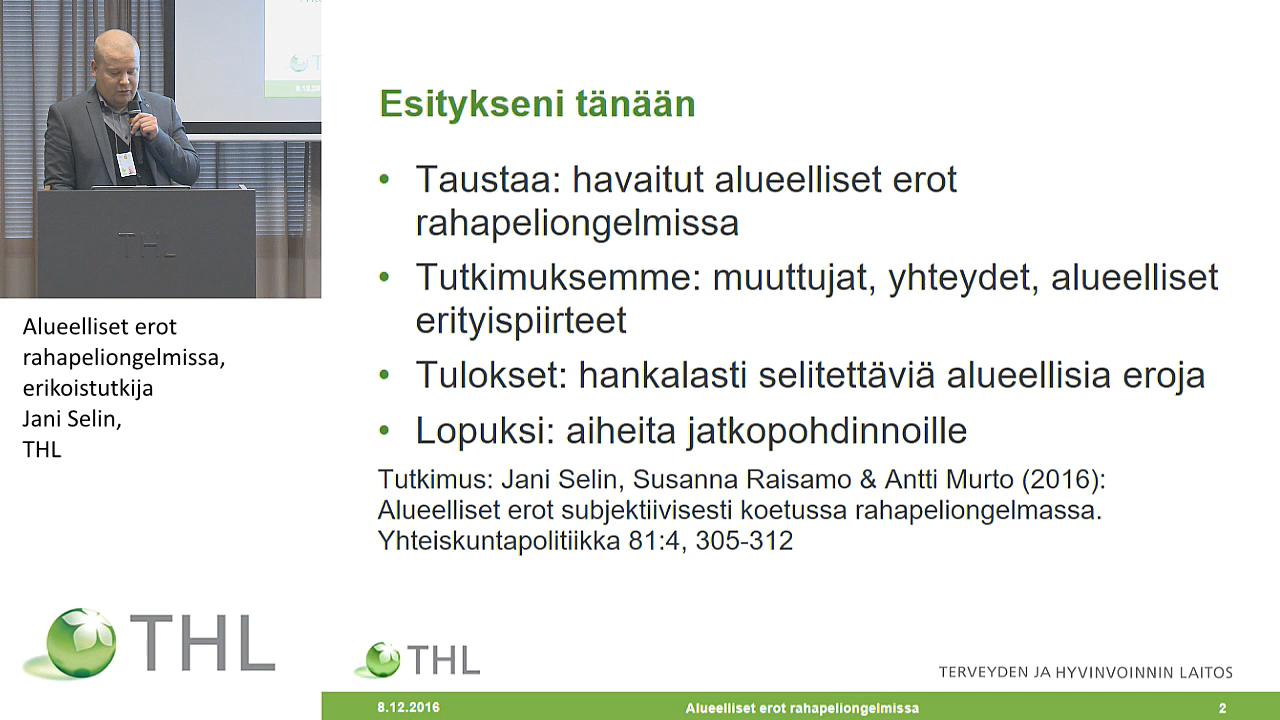 THL
Alueelliset erot
rahapeliongelmissa,
erikoistutkija
Jani Selin,
THL
THL
Esitykseni tänään
• Taustaa: havaitut alueelliset erot
rahapeliongelmissa
• Tutkimuksemme: muuttujat, yhteydet, alueelliset
erityispiirteet
• Tulokset: hankalasti selitettäviä alueellisia eroja
• Lopuksi: aiheita jatkopohdinnoille
Tutkimus: Jani Selin, Susanna Raisamo & Antti Murto (2016):
Alueelliset erot subjektiivisesti koetussa rahapeliongelmassa.
Yhteiskuntapolitiikka 81:4, 305-312
THL
TERVEYDEN JA HYVINVOINNIN LAITOS
8.12.2016
Alueelliset erot rahapeliongelmissa
2